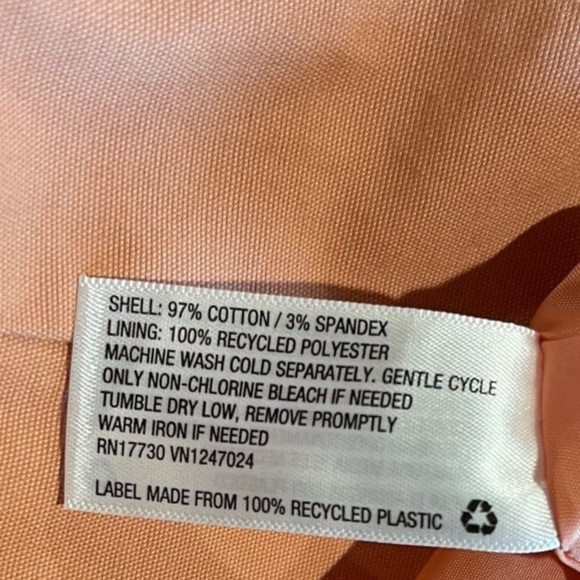 SHELL: 97% COTTON / 3% SPANDEX
LINING: 100% RECYCLED POLYESTER
MACHINE WASH COLD SEPARATELY. GENTLE CYCLE
ONLY NON-CHLORINE BLEACH IF NEEDED
TUMBLE DRY LOW, REMOVE PROMPTLY
WARM IRON IF NEEDED
RN17730 VN1247024
LABEL MADE FROM 100% RECYCLED PLASTIC